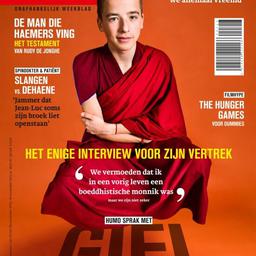 ONAFHANKELIJK WEEKBLAD
we allemaal vreemd
DE MAN DIE
HAEMERS VING
HET TESTAMENT
VAN RUDY DE JONGHE
SPINDOKTER & PATIËNT
SLANGEN
VS. DEHAENE
'Jammer dat
Jean-Luc soms
zijn broek liet
openstaan'
FILMHYPE
THE HUNGER
GAMES
VOOR DUMMIES
HET ENIGE INTERVIEW VOOR ZIJN VERTREK
'We vermoeden dat ik
in een vorig leven een
boeddhistische monnik was'
maar we zijn niet zeker
HUMO SPRAK MET